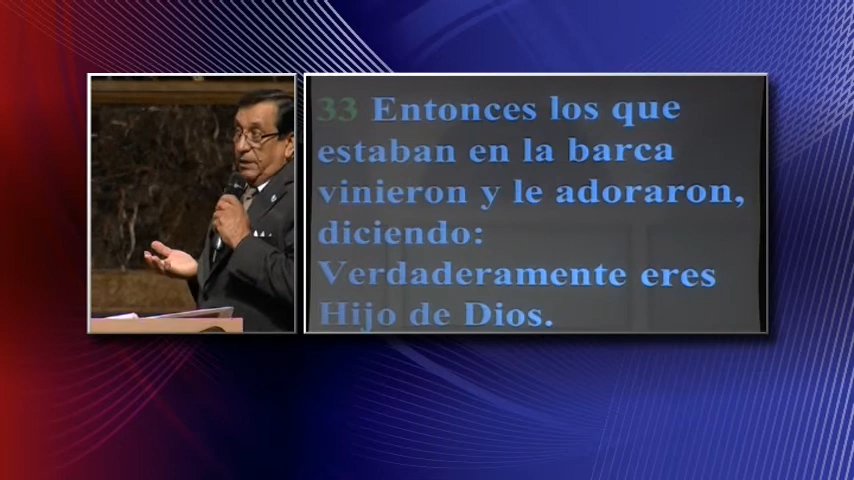 33 Entonces los que
estaban en la barca
vinieron y le adoraron,
diciendo:
Verdaderamente eres
Hijo de Dios.